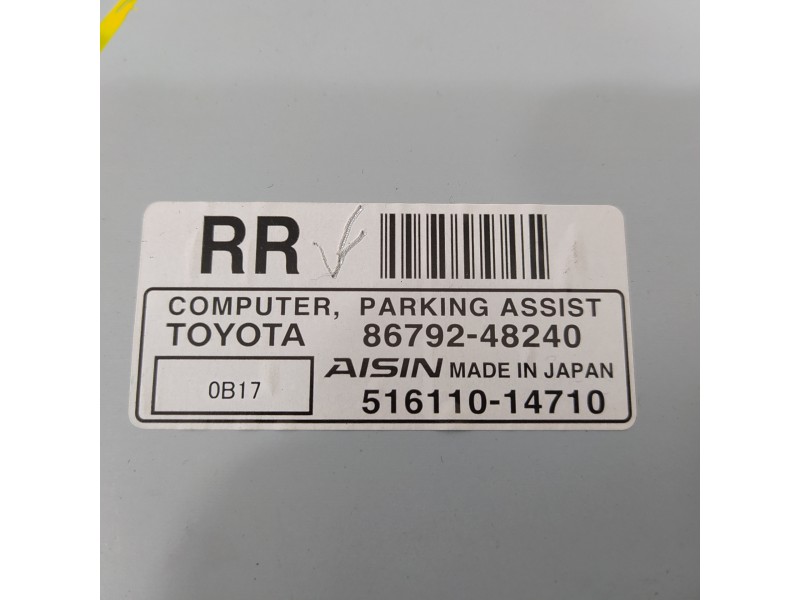 RR
COMPUTER, PARKING ASSIST
TOYOTA 86792-48240
0B17 AISIN MADE IN JAPAN
516110-14710